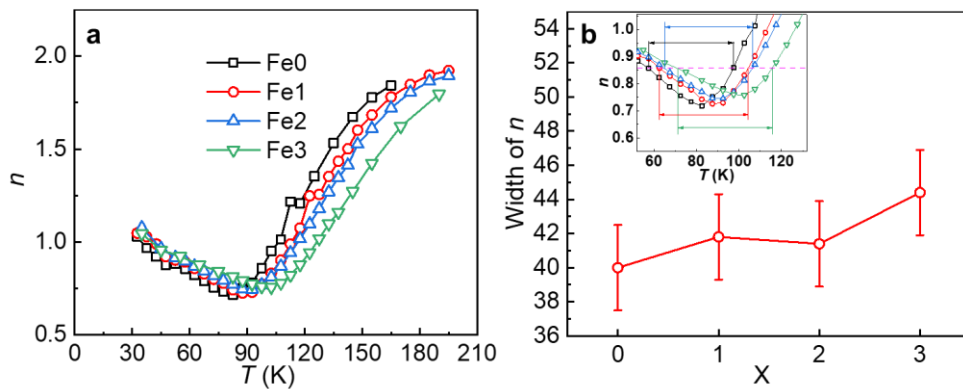 a
Fe0
Fe1
Fe2
Fe3
2.0
1.5
1.0
0.5
n
0 30 60 90 120 150 180 210
T (K)
b
54
52
50
48
46
44
42
40
38
36
Width of n
0 1 2 3
X
1.0
0.9
0.8
0.7
0.6
n
60 80 100 120
T (K)